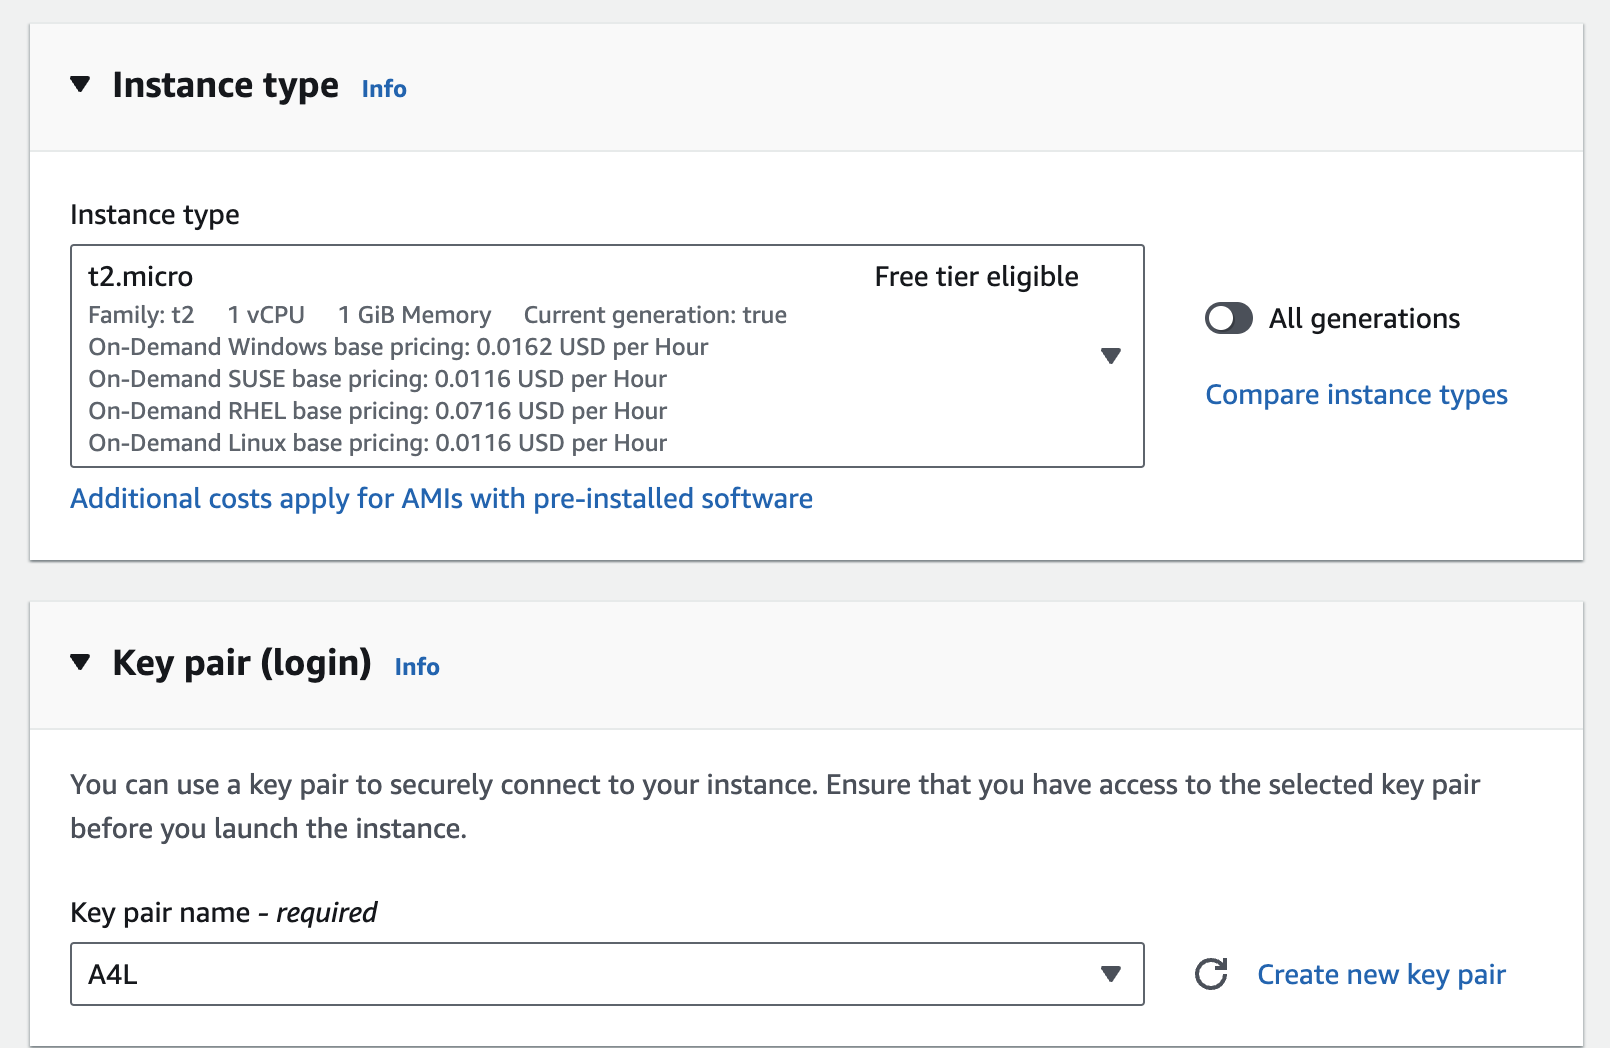 Instance type Info
Instance type
t2.micro Free tier eligible
Family: t2 1 vCPU 1 GiB Memory Current generation: true
On-Demand Windows base pricing: 0.0162 USD per Hour
On-Demand SUSE base pricing: 0.0116 USD per Hour
On-Demand RHEL base pricing: 0.0716 USD per Hour
On-Demand Linux base pricing: 0.0116 USD per Hour
All generations
Compare instance types
Additional costs apply for AMIs with pre-installed software
Key pair (login) Info
You can use a key pair to securely connect to your instance. Ensure that you have access to the selected key pair
before you launch the instance.
Key pair name - required
A4L
Create new key pair